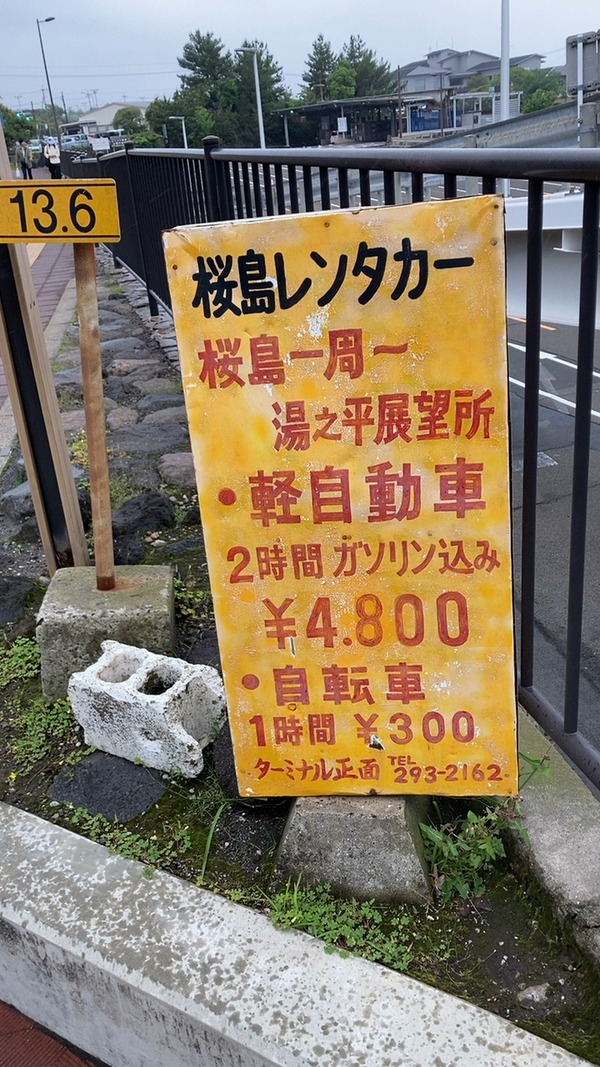 13.6
桜島レンタカー
桜島一周～
湯之平展望所
・軽自動車
2時間 ガソリン込み
￥4.800
・自転車
1時間 ￥300
ターミナル正面 TEL 293-2162